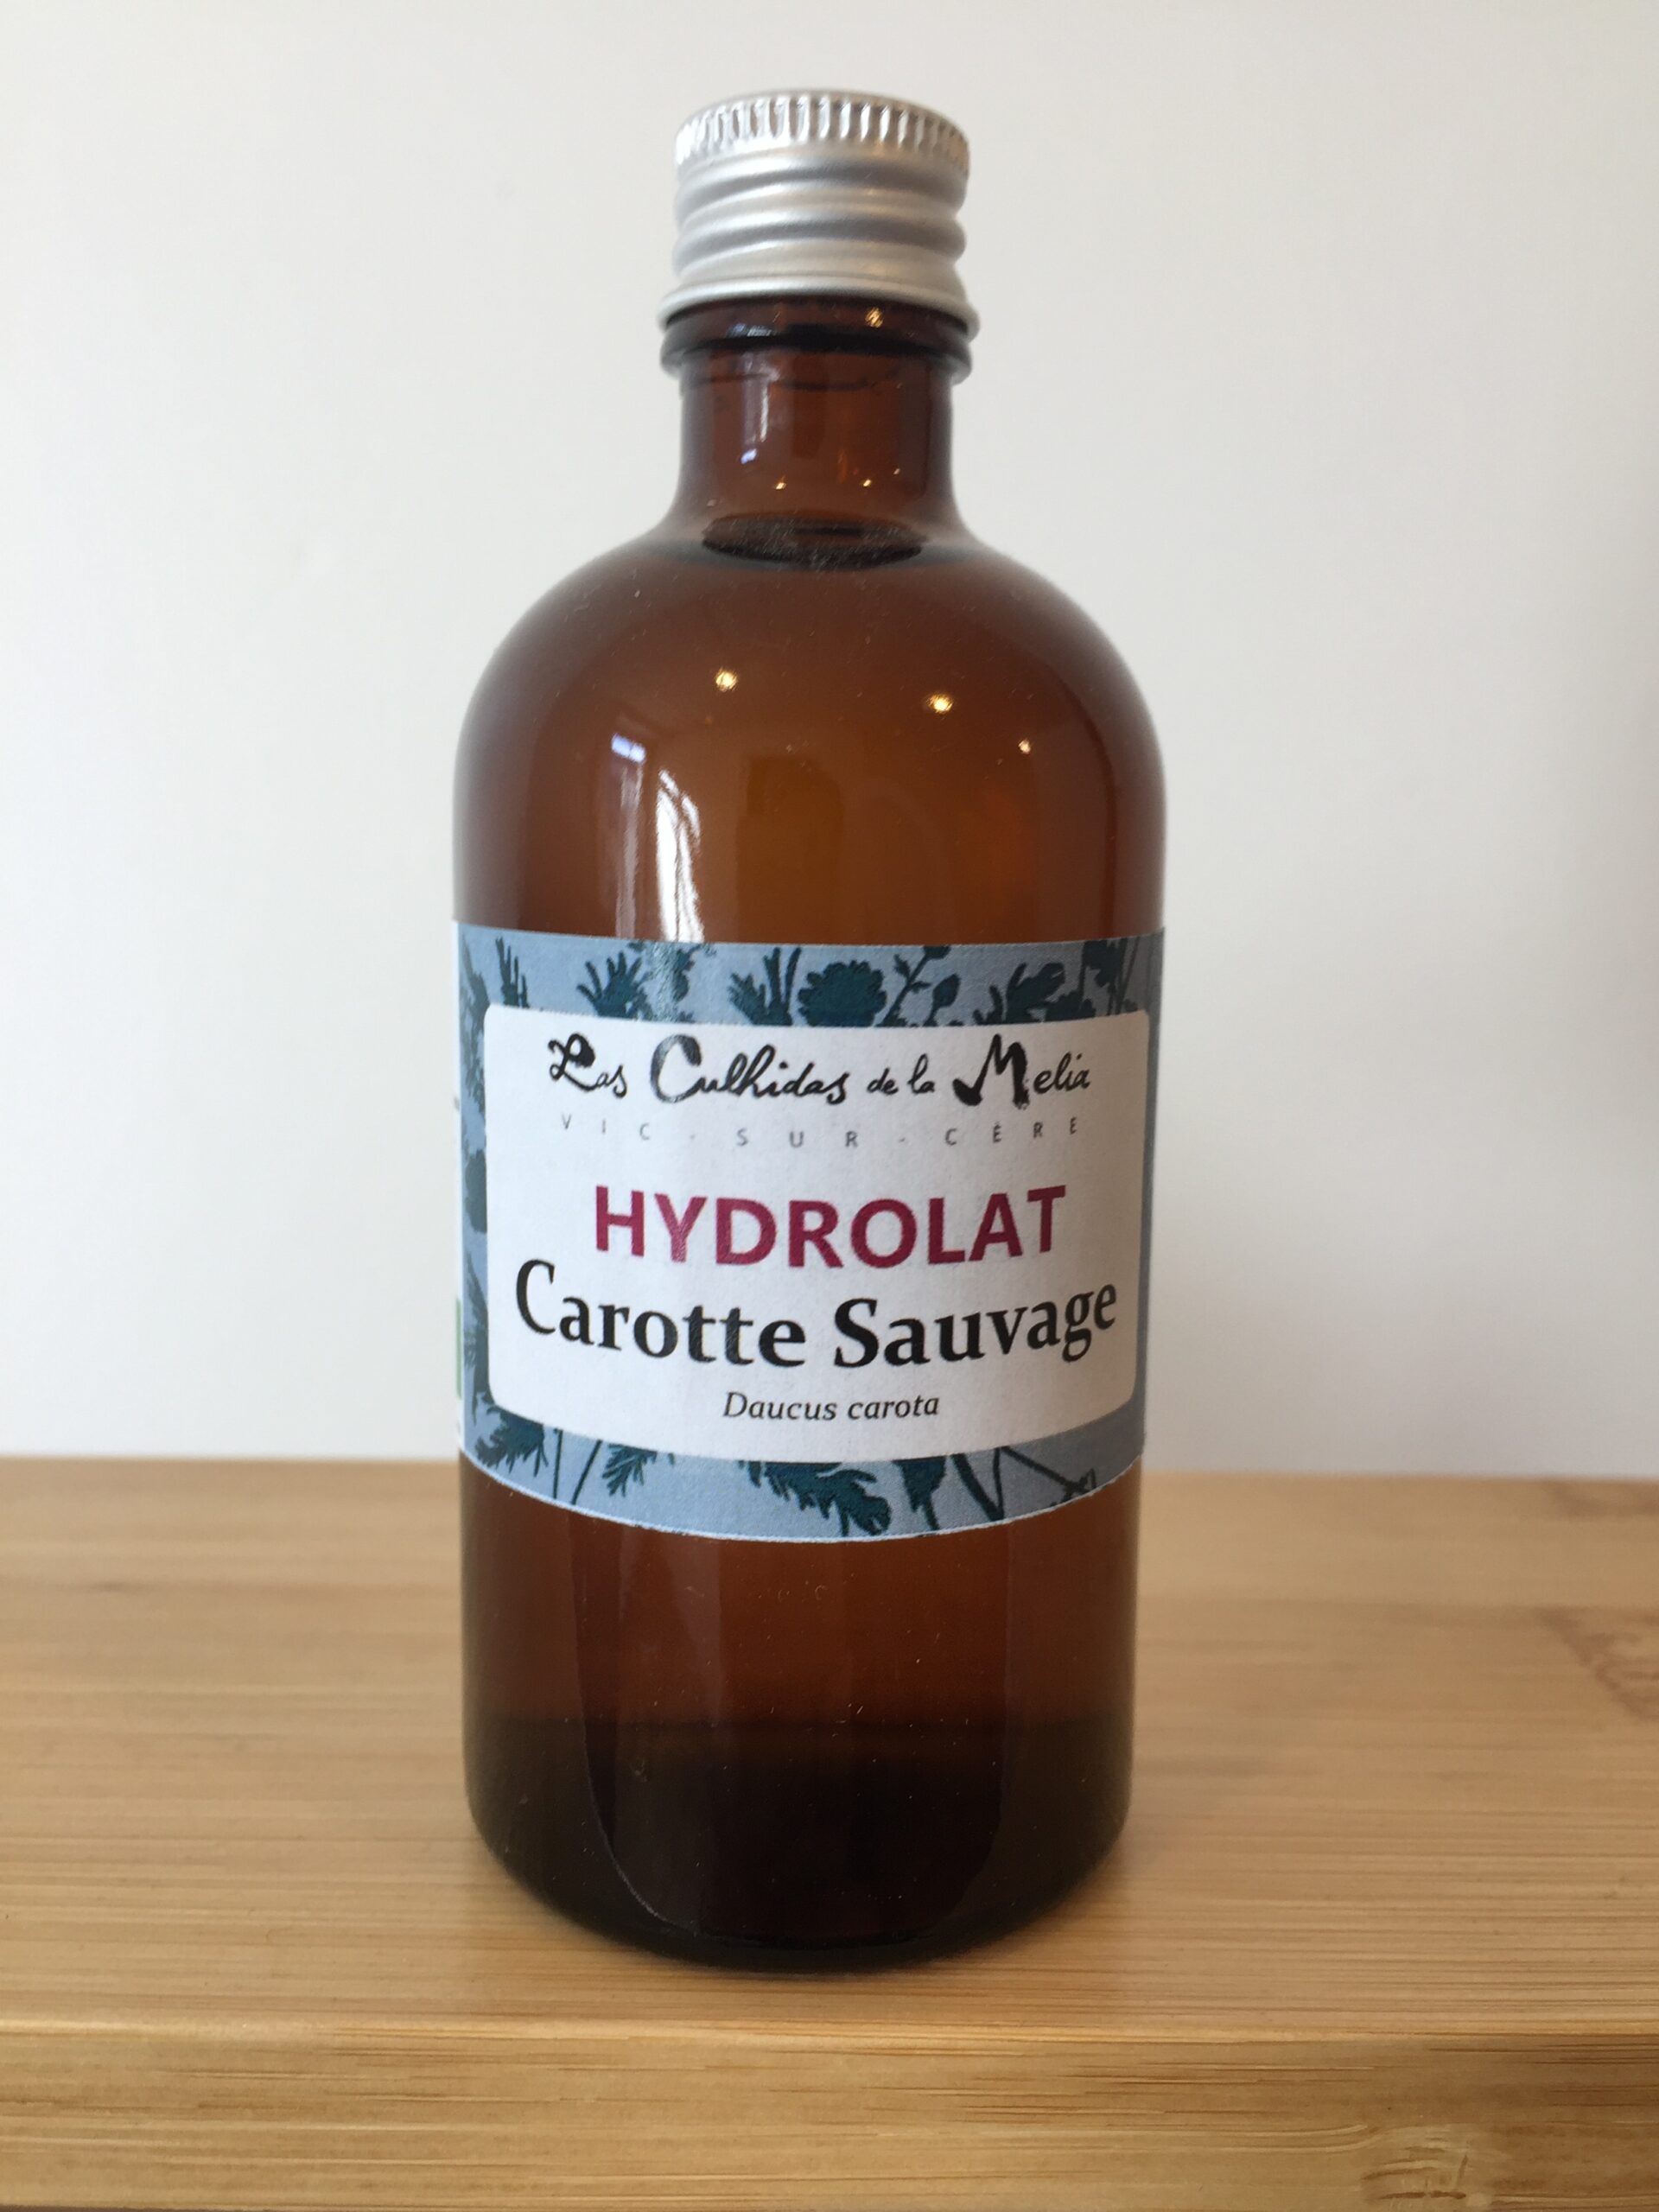 Las Culhidas de la Melia
VIC-SUR-CÈRE
HYDROLAT
Carotte Sauvage
Daucus carota